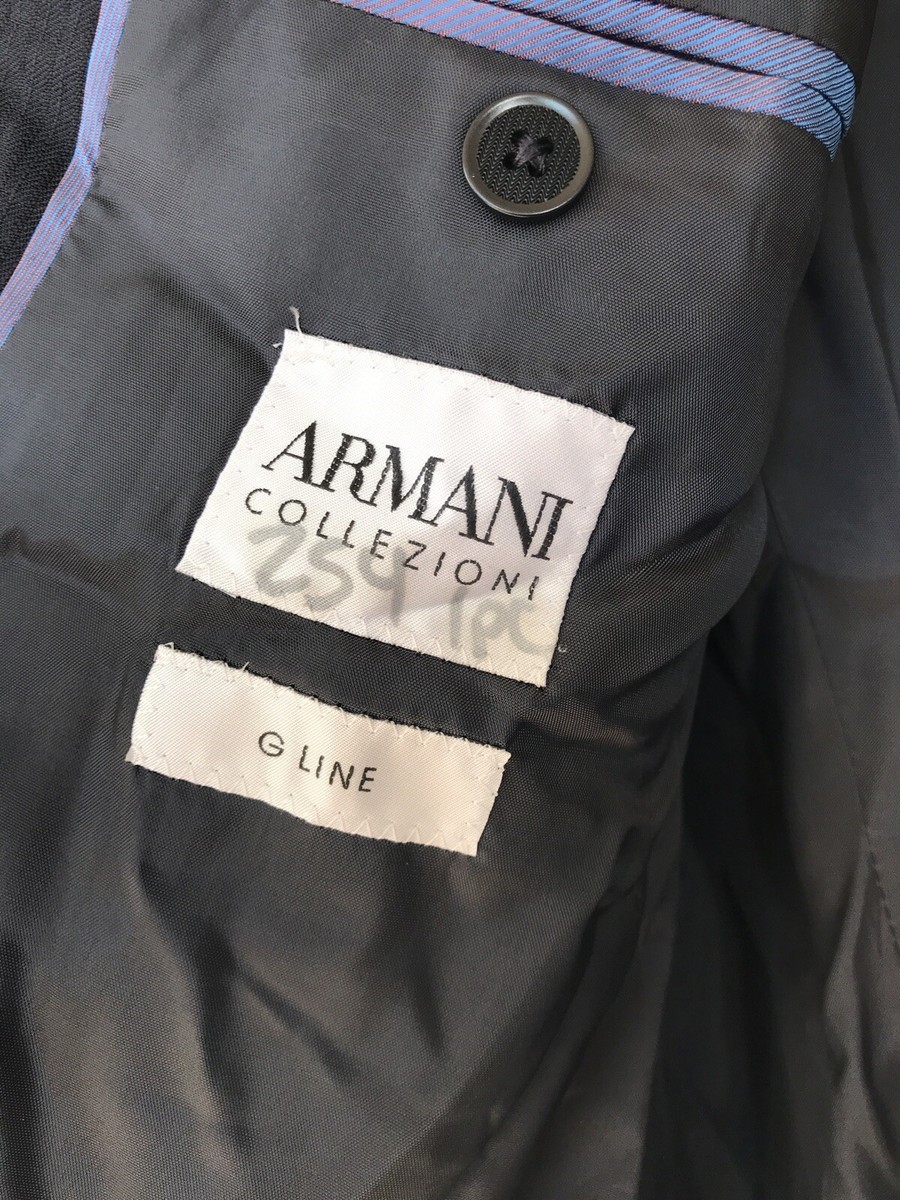 ARMANI
COLLEZIONI
254 1pc
G LINE